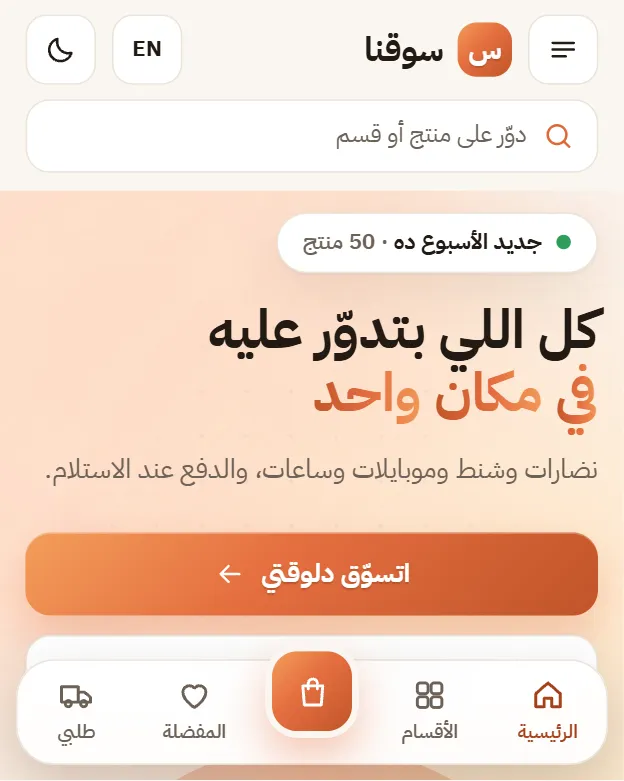 س سوقنا EN
دوّر على منتج أو قسم
جديد الأسبوع ده · 50 منتج
كل اللي بتدوّر عليه
في مكان واحد
نضارات وشنط وموبايلات وساعات، والدفع عند الاستلام.
اتسوّق دلوقتي ←
الرئيسية الأقسام المفضلة طلبي